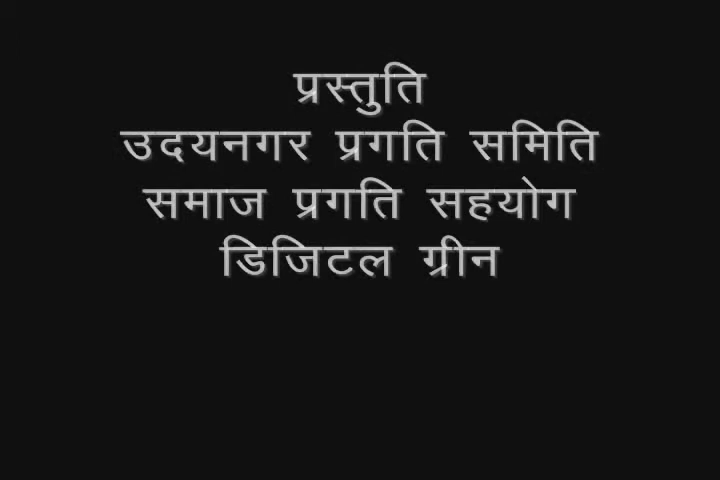 प्रस्तुति
उदयनगर प्रगति समिति
समाज प्रगति सहयोग
डिजिटल ग्रीन